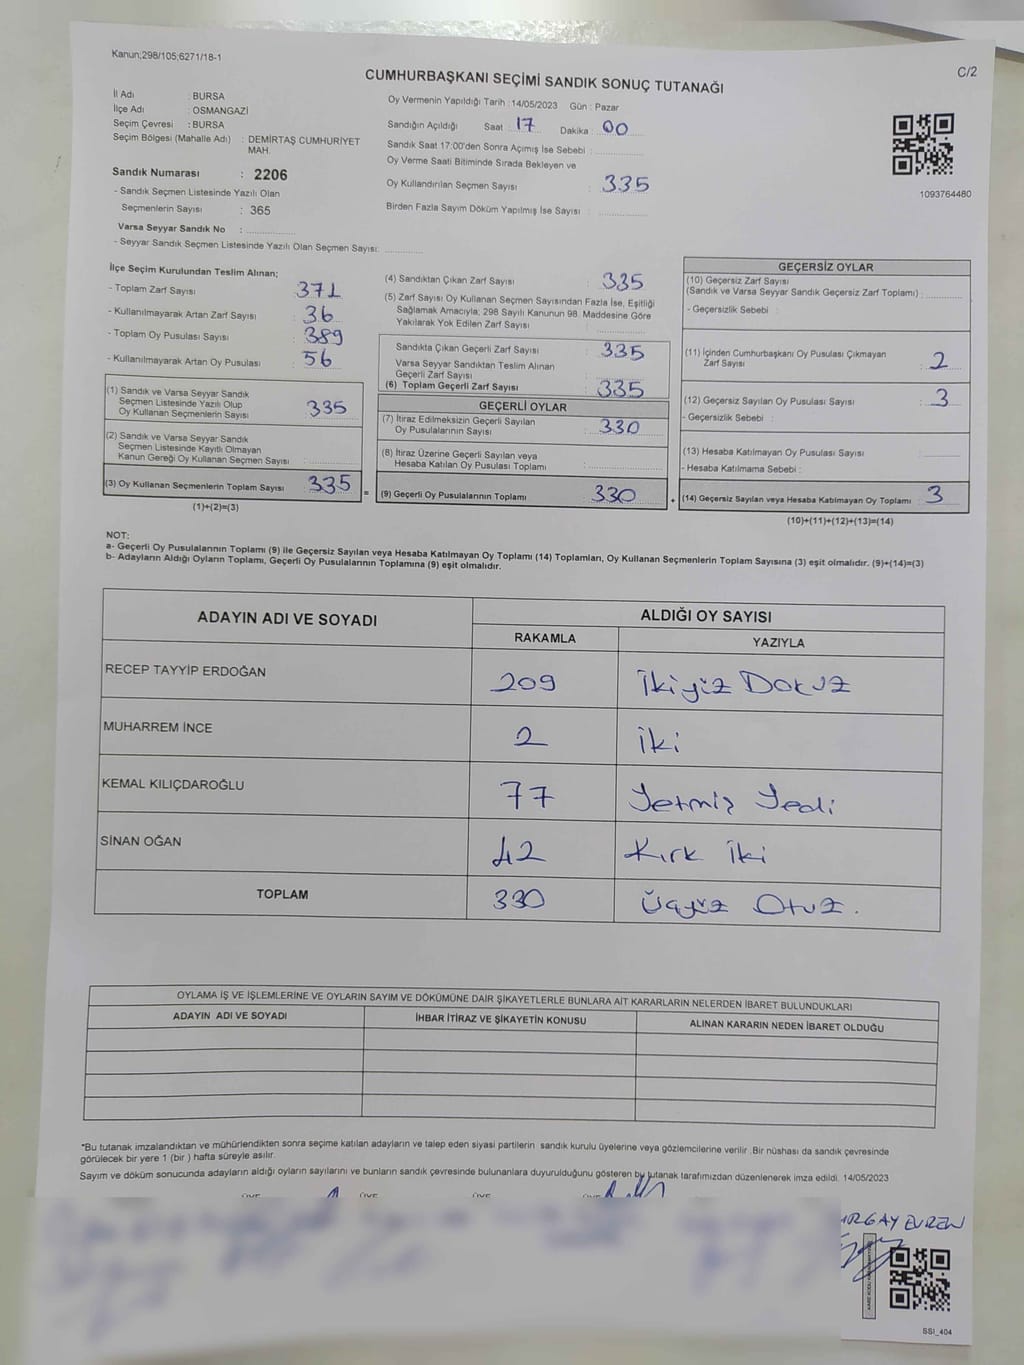 Kanun;298/105;6271/18-1
C/2
CUMHURBAŞKANI SEÇİMİ SANDIK SONUÇ TUTANAĞI
İl Adı : BURSA
İlçe Adı : OSMANGAZİ
Seçim Çevresi : BURSA
Seçim Bölgesi (Mahalle Adı) : DEMİRTAŞ CUMHURİYET
MAH.
Sandık Numarası : 2206
- Sandık Seçmen Listesinde Yazılı Olan
Seçmenlerin Sayısı : 365
Varsa Seyyar Sandık No :
- Seyyar Sandık Seçmen Listesinde Yazılı Olan Seçmen Sayısı:
Oy Vermenin Yapıldığı Tarih : 14/05/2023 Gün : Pazar
Sandığın Açıldığı Saat : 17 Dakika : 00
Sandık Saat 17:00'den Sonra Açımış İse Sebebi :
Oy Verme Saati Bitiminde Sırada Bekleyen ve
Oy Kullandırılan Seçmen Sayısı : 335
Birden Fazla Sayım Döküm Yapılmış İse Sayısı :
1093764480
İlçe Seçim Kurulundan Teslim Alınan;
- Toplam Zarf Sayısı : 371
- Kullanılmayarak Artan Zarf Sayısı : 36
- Toplam Oy Pusulası Sayısı : 389
- Kullanılmayarak Artan Oy Pusulası : 56
(1) Sandık ve Varsa Seyyar Sandık
Seçmen Listesinde Yazılı Olup
Oy Kullanan Seçmenlerin Sayısı : 335
(2) Sandık ve Varsa Seyyar Sandık
Seçmen Listesinde Kayıtlı Olmayan
Kanun Gereği Oy Kullanan Seçmen Sayısı :
(3) Oy Kullanan Seçmenlerin Toplam Sayısı : 335
(1)+(2)=(3)
=
(4) Sandıktan Çıkan Zarf Sayısı : 335
(5) Zarf Sayısı Oy Kullanan Seçmen Sayısından Fazla İse, Eşitliği
Sağlamak Amacıyla; 298 Sayılı Kanunun 98. Maddesine Göre
Yakılarak Yok Edilen Zarf Sayısı :
Sandıkta Çıkan Geçerli Zarf Sayısı : 335
Varsa Seyyar Sandıktan Teslim Alınan
Geçerli Zarf Sayısı :
(6) Toplam Geçerli Zarf Sayısı : 335
GEÇERLİ OYLAR
(7) İtiraz Edilmeksizin Geçerli Sayılan
Oy Pusulalarının Sayısı : 330
(8) İtiraz Üzerine Geçerli Sayılan veya
Hesaba Katılan Oy Pusulası Toplamı :
(9) Geçerli Oy Pusulalarının Toplamı : 330
+
GEÇERSİZ OYLAR
(10) Geçersiz Zarf Sayısı
(Sandık ve Varsa Seyyar Sandık Geçersiz Zarf Toplamı) :
- Geçersizlik Sebebi :
(11) İçinden Cumhurbaşkanı Oy Pusulası Çıkmayan
Zarf Sayısı : 2
(12) Geçersiz Sayılan Oy Pusulası Sayısı : 3
- Geçersizlik Sebebi :
(13) Hesaba Katılmayan Oy Pusulası Sayısı :
- Hesaba Katılmama Sebebi :
(14) Geçersiz Sayılan veya Hesaba Katılmayan Oy Toplamı : 3
(10)+(11)+(12)+(13)=(14)
NOT:
a- Geçerli Oy Pusulalarının Toplamı (9) ile Geçersiz Sayılan veya Hesaba Katılmayan Oy Toplamı (14) Toplamları, Oy Kullanan Seçmenlerin Toplam Sayısına (3) eşit olmalıdır. (9)+(14)=(3)
b- Adayların Aldığı Oyların Toplamı, Geçerli Oy Pusulalarının Toplamına (9) eşit olmalıdır.
ADAYIN ADI VE SOYADI
ALDIĞI OY SAYISI
RAKAMLA YAZIYLA
RECEP TAYYİP ERDOĞAN 209 İkiyüz Dokuz
MUHARREM İNCE 2 İki
KEMAL KILIÇDAROĞLU 77 Yetmiş Yedi
SİNAN OĞAN 42 Kırk İki
TOPLAM 330 Üçyüz Otuz.
OYLAMA İŞ VE İŞLEMLERİNE VE OYLARIN SAYIM VE DÖKÜMÜNE DAİR ŞİKAYETLERLE BUNLARA AİT KARARLARIN NELERDEN İBARET BULUNDUKLARI
ADAYIN ADI VE SOYADI İHBAR İTİRAZ VE ŞİKAYETİN KONUSU ALINAN KARARIN NEDEN İBARET OLDUĞU
*Bu tutanak imzalandıktan ve mühürlendikten sonra seçime katılan adayların ve talep eden siyasi partilerin sandık kurulu üyelerine veya gözlemcilerine verilir. Bir nüshası da sandık çevresinde
görülecek bir yere 1 (bir ) hafta süreyle asılır.
Sayım ve döküm sonucunda adayların aldığı oyların sayılarını ve bunların sandık çevresinde bulunanlara duyurulduğunu gösteren bu tutanak tarafımızdan düzenlenerek imza edildi. 14/05/2023
EVREN
SSI_404